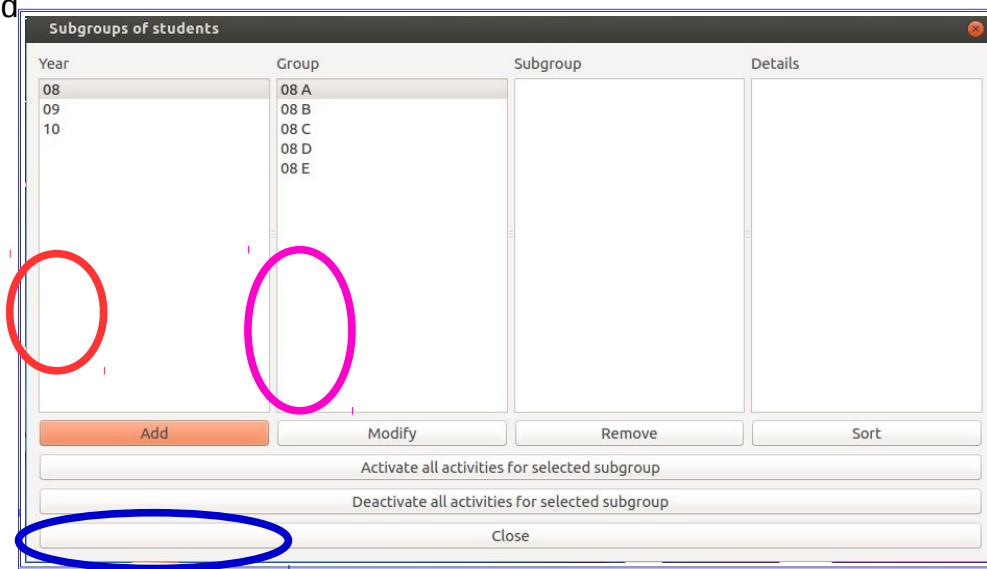 d
Subgroups of students
Year Group Subgroup Details
08 08 A
09 08 B
10 08 C
08 D
08 E
Add Modify Remove Sort
Activate all activities for selected subgroup
Deactivate all activities for selected subgroup
Close